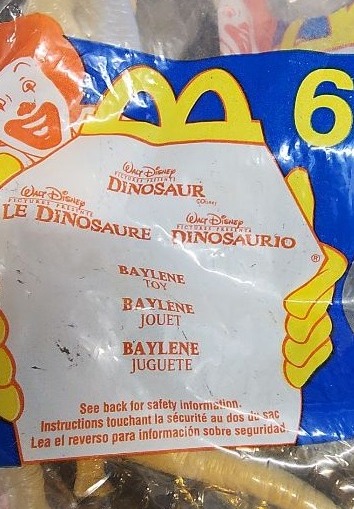 6
WALT DISNEY
PICTURES PRESENTS
DINOSAUR
WALT DISNEY
PICTURES PRESENTE
LE DINOSAURE
WALT DISNEY
PICTURES PRESENTA
DINOSAURIO
®
BAYLENE
TOY
BAYLENE
JOUET
BAYLENE
JUGUETE
See back for safety information.
Instructions touchant la sécurité au dos du sac
Lea el reverso para información sobre seguridad